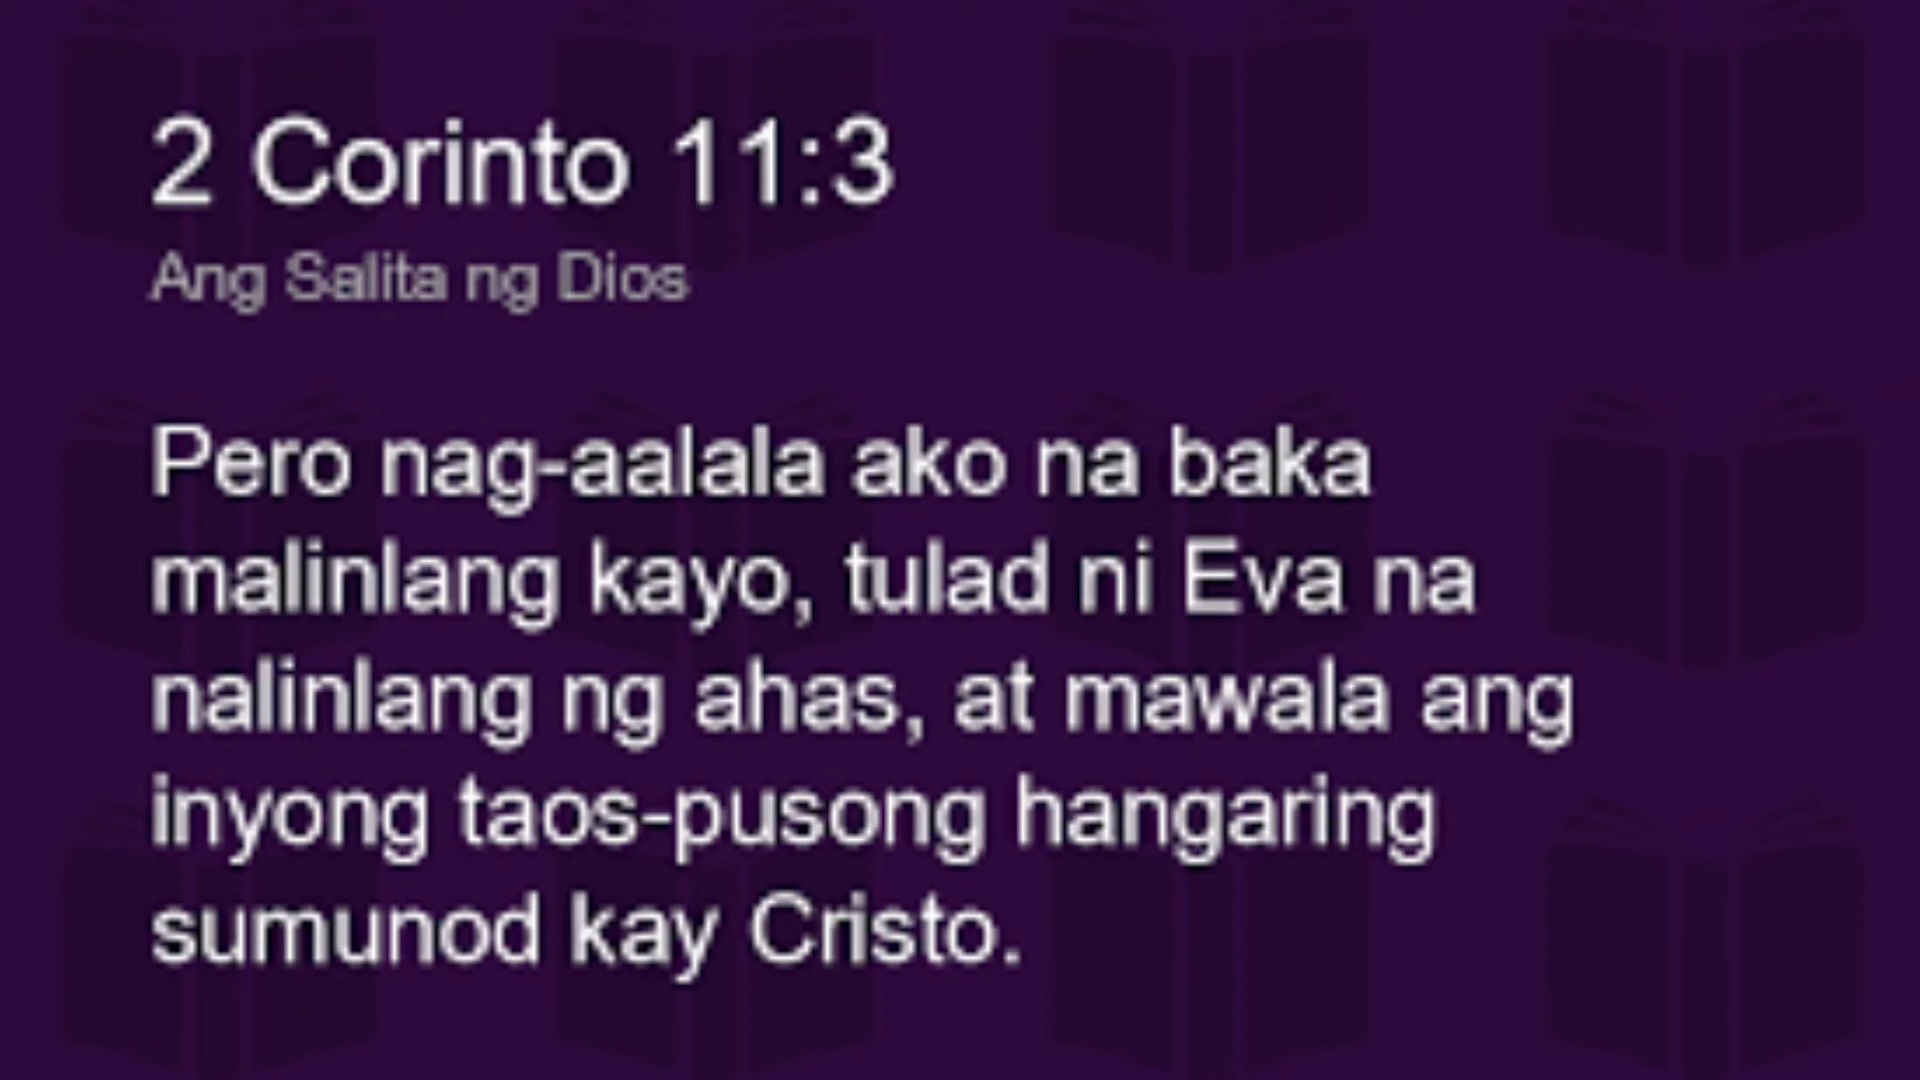 2 Corinto 11:3
Ang Salita ng Dios
Pero nag-aalala ako na baka
malinlang kayo, tulad ni Eva na
nalinlang ng ahas, at mawala ang
inyong taos-pusong hangaring
sumunod kay Cristo.